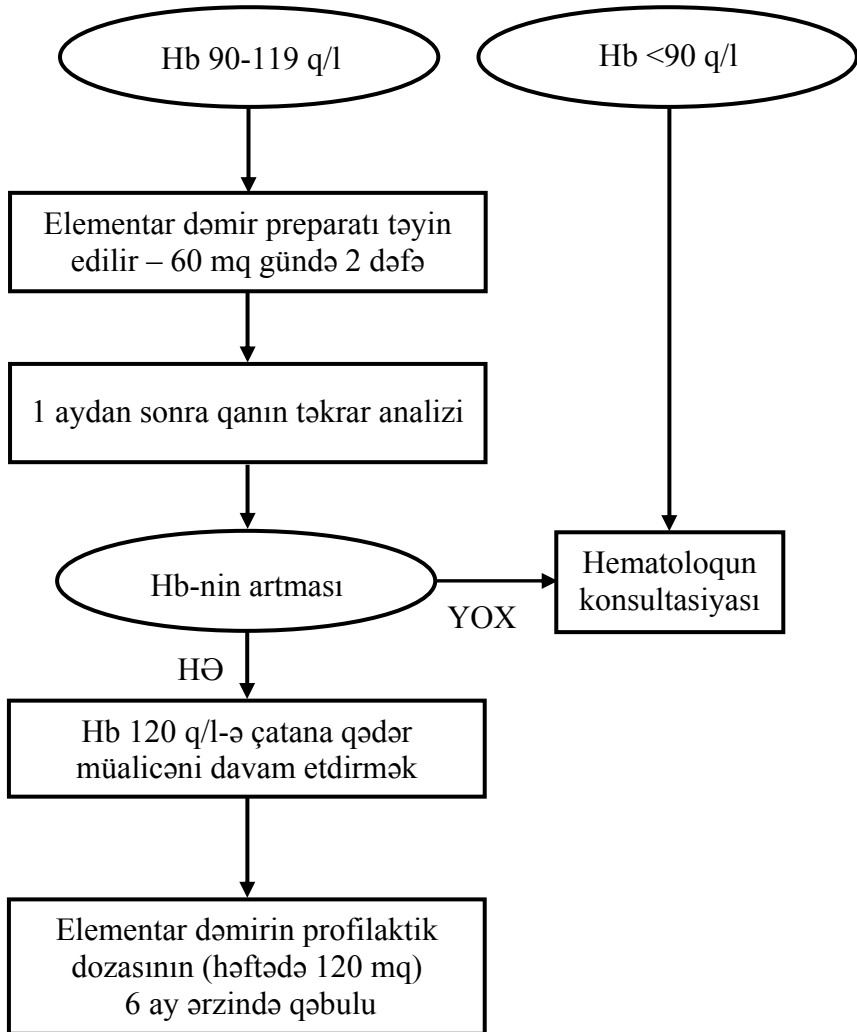 Hb 90-119 q/l
Hb <90 q/l
Elementar dəmir preparatı təyin
edilir – 60 mq gündə 2 dəfə
1 aydan sonra qanın təkrar analizi
Hb-nin artması
YOX
Hematoloqun
konsultasiyası
HƏ
Hb 120 q/l-ə çatana qədər
müalicəni davam etdirmək
Elementar dəmirin profilaktik
dozasının (həftədə 120 mq)
6 ay ərzində qəbulu